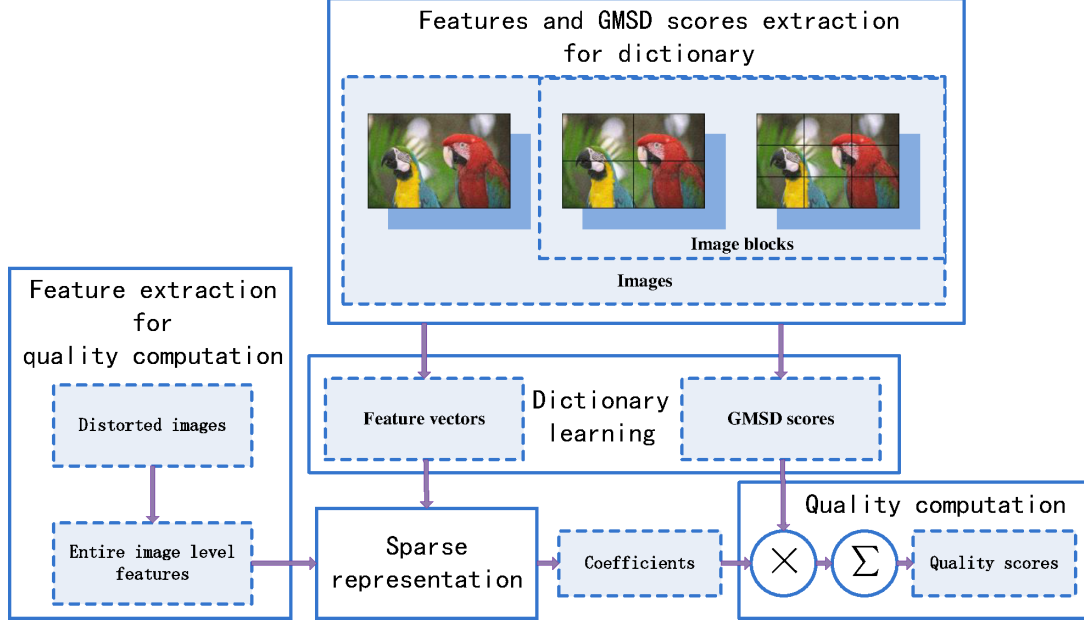 Features and GMSD scores extraction
for dictionary
Image blocks
Images
Feature extraction
for
quality computation
Distorted images
Entire image level
features
Feature vectors
Dictionary
learning
GMSD scores
Sparse
representation
Coefficients
Quality computation
×
∑
Quality scores